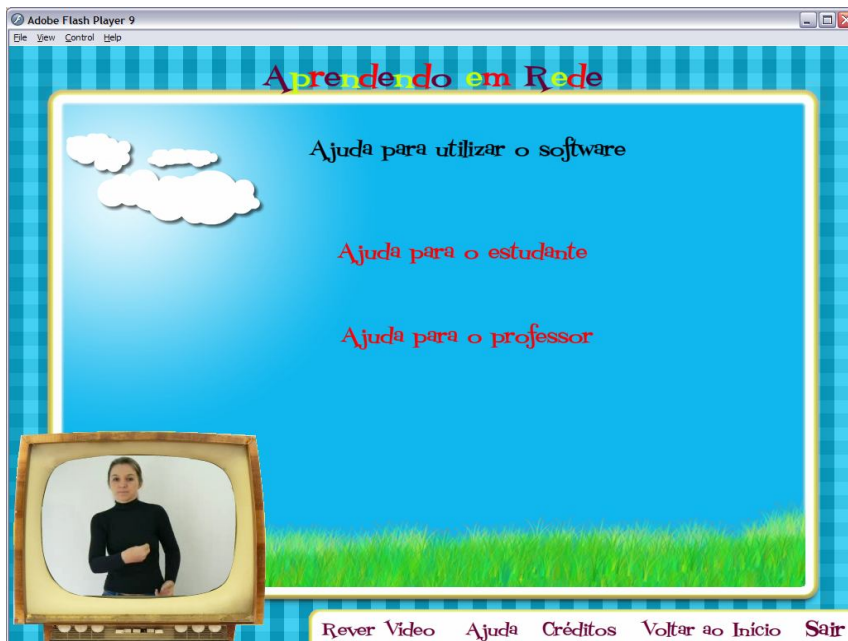 Adobe Flash Player 9
File View Control Help
Aprendendo em Rede
Ajuda para utilizar o software
Ajuda para o estudante
Ajuda para o professor
Rever Video Ajuda Créditos Voltar ao Início Sair